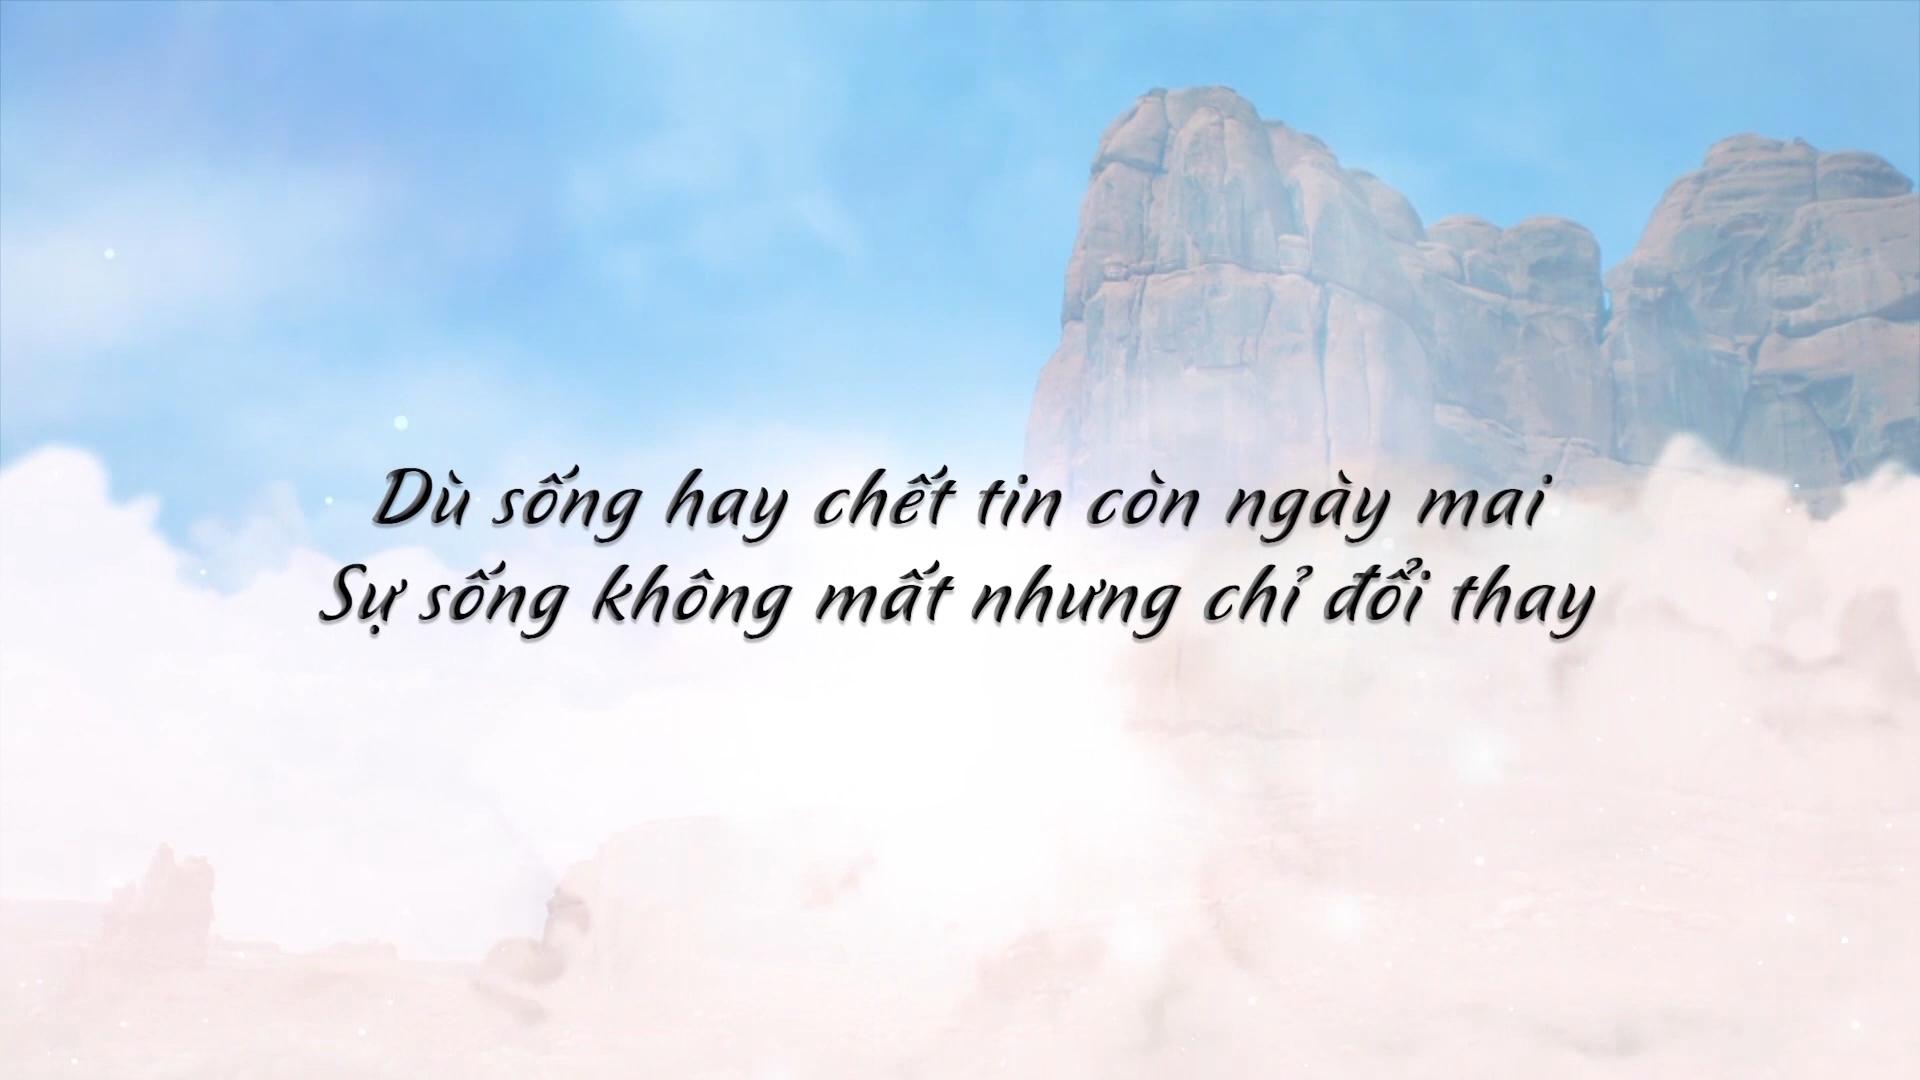 Dù sống hay chết tin còn ngày mai
Sự sống không mất nhưng chỉ đổi thay